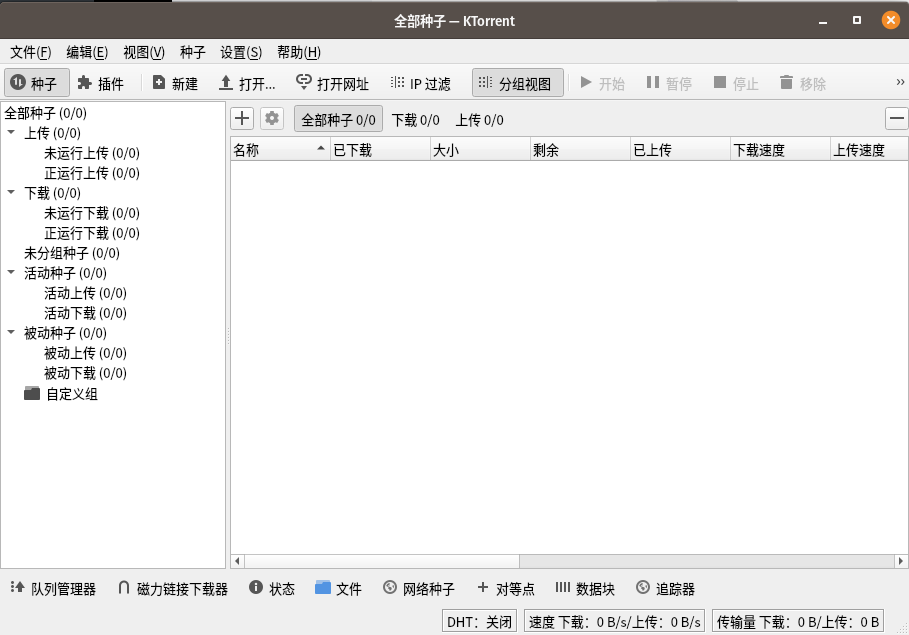 全部种子 — KTorrent
文件(F) 编辑(E) 视图(V) 种子 设置(S) 帮助(H)
种子 插件 新建 打开... 打开网址 IP 过滤 分组视图 开始 暂停 停止 移除 »
全部种子 (0/0)
上传 (0/0)
未运行上传 (0/0)
正运行上传 (0/0)
下载 (0/0)
未运行下载 (0/0)
正运行下载 (0/0)
未分组种子 (0/0)
活动种子 (0/0)
活动上传 (0/0)
活动下载 (0/0)
被动种子 (0/0)
被动上传 (0/0)
被动下载 (0/0)
自定义组
全部种子 0/0 下载 0/0 上传 0/0
名称 已下载 大小 剩余 已上传 下载速度 上传速度
队列管理器 磁力链接下载器 状态 文件 网络种子 对等点 数据块 追踪器
DHT：关闭 速度 下载：0 B/s/上传：0 B/s 传输量 下载：0 B/上传：0 B